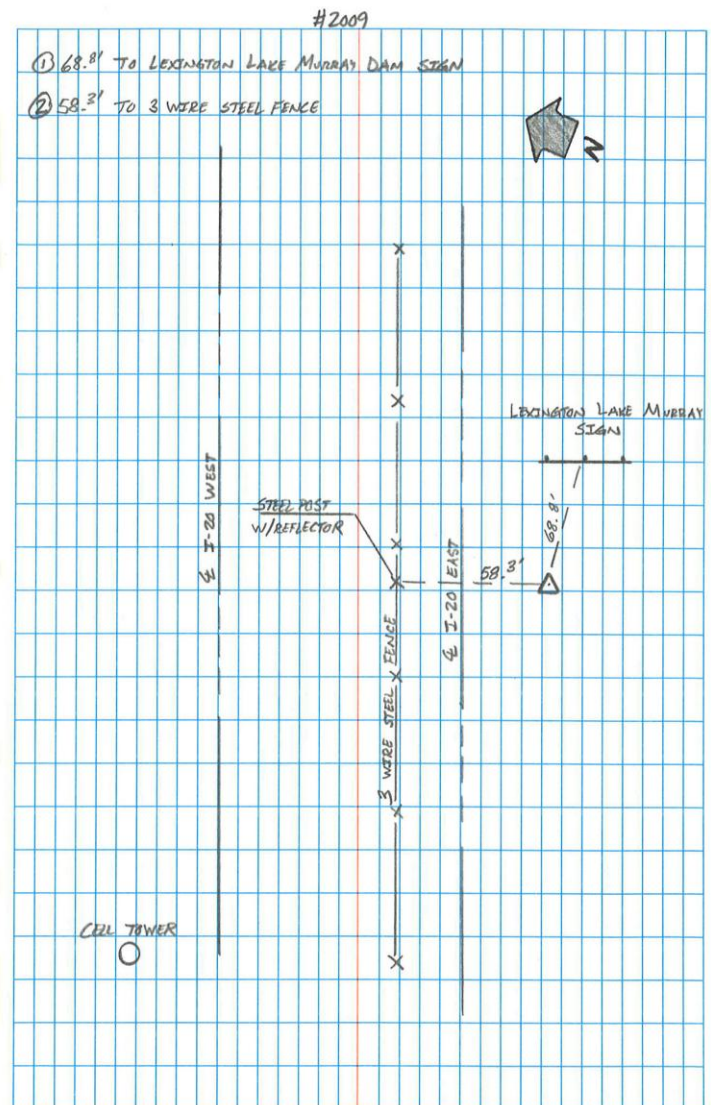 #2009
① 68.8' TO LEXINGTON LAKE MURRAY DAM SIGN
② 58.3' TO 3 WIRE STEEL FENCE
N
LEXINGTON LAKE MURRAY
SIGN
68.8'
℄ I-20 WEST
STEEL POST
W/REFLECTOR
58.3'
℄ I-20 EAST
3 WIRE STEEL FENCE
CELL TOWER